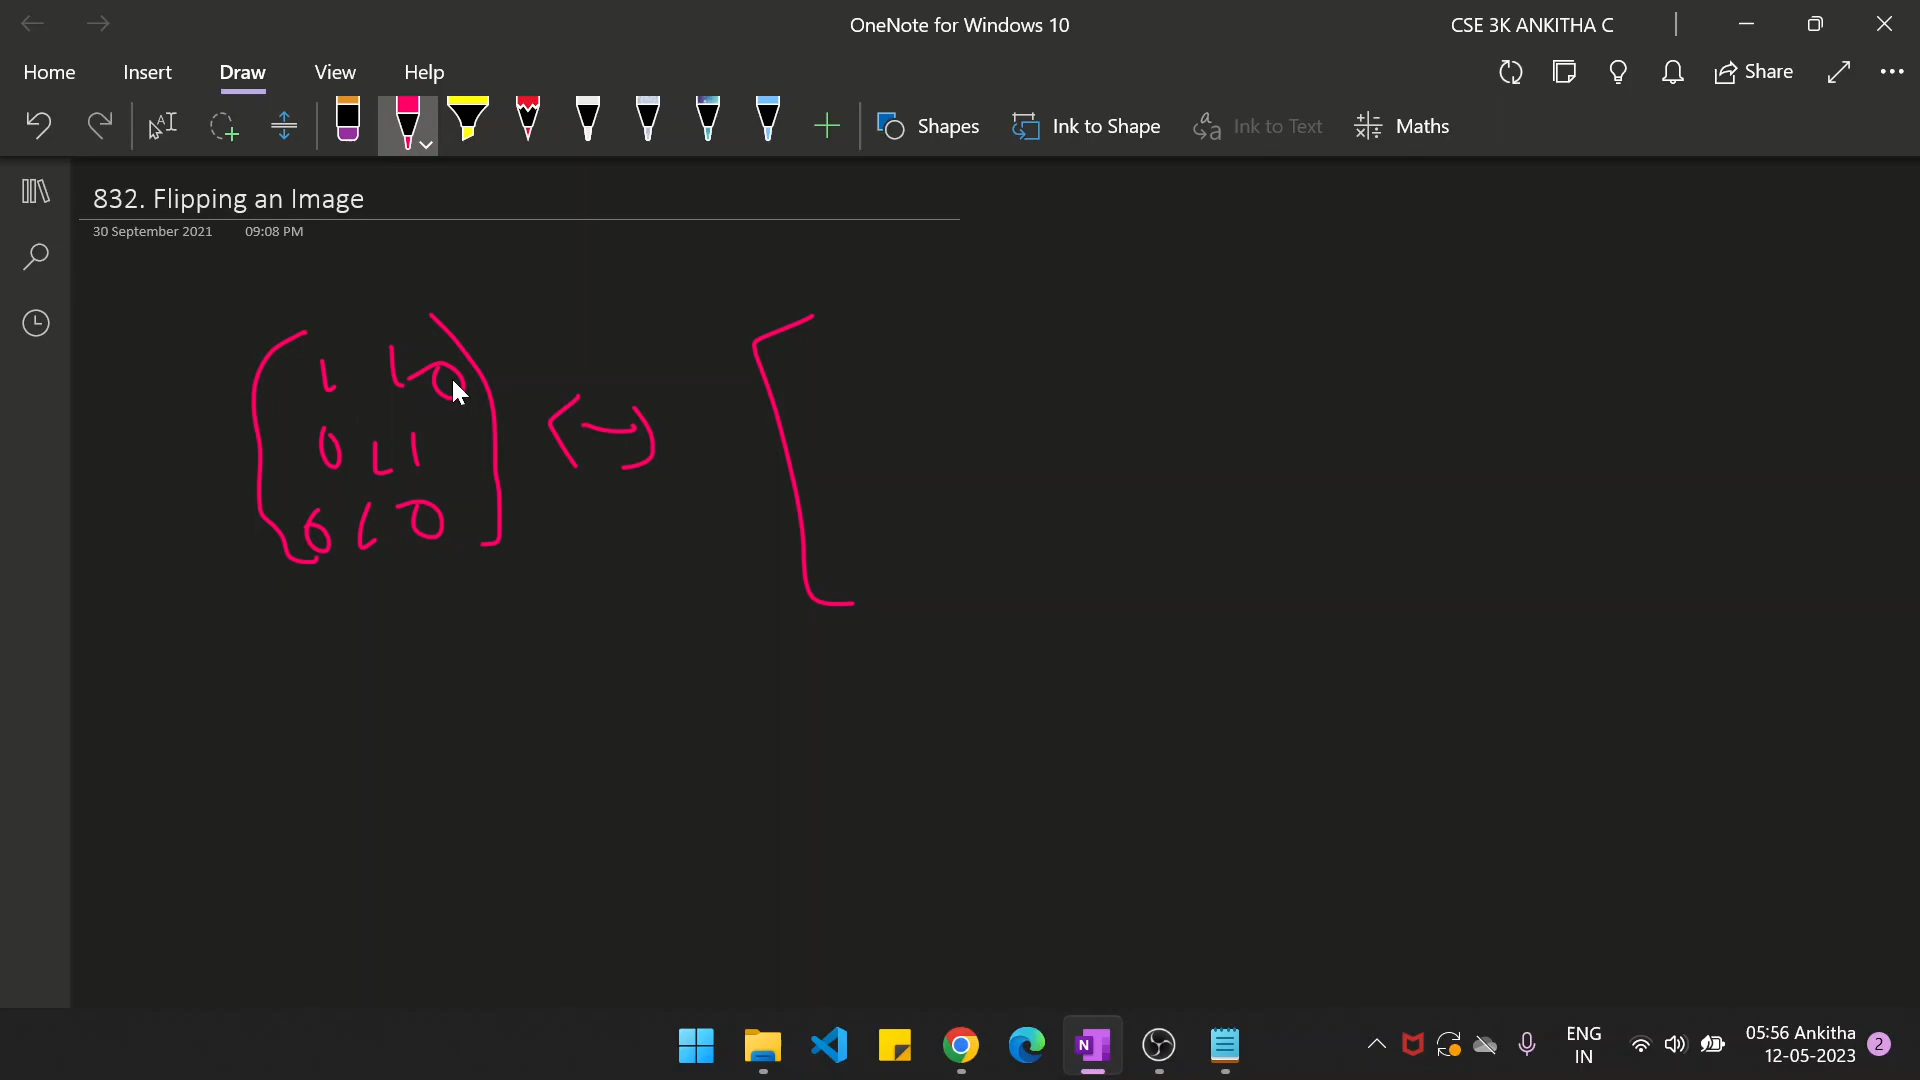 OneNote for Windows 10
CSE 3K ANKITHA C
Home Insert Draw View Help
Share
Shapes
Ink to Shape
Ink to Text
Maths
832. Flipping an Image
30 September 2021 09:08 PM
1 1 0
0 1 1
0 1 0
ENG
IN
05:56 Ankitha
12-05-2023
2